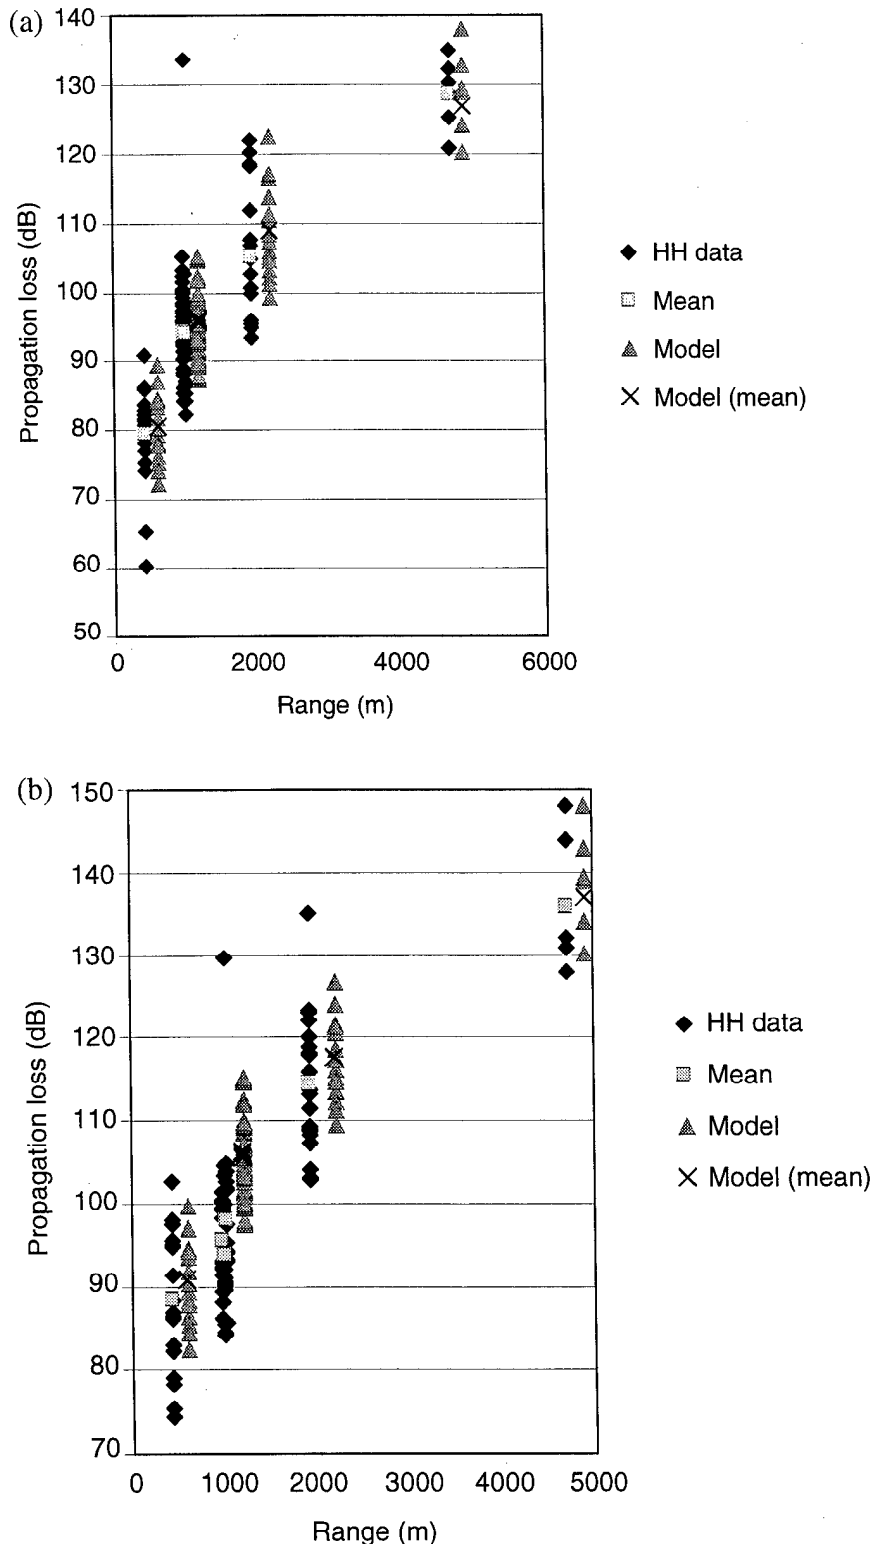 (a)
140
130
120
110
100
90
80
70
60
50
Propagation loss (dB)
0 2000 4000 6000
Range (m)
HH data
Mean
Model
Model (mean)
(b)
150
140
130
120
110
100
90
80
70
Propagation loss (dB)
0 1000 2000 3000 4000 5000
Range (m)
HH data
Mean
Model
Model (mean)